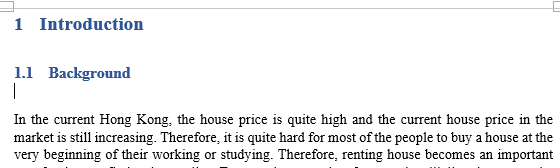 1 Introduction
1.1 Background
In the current Hong Kong, the house price is quite high and the current house price in the
market is still increasing. Therefore, it is quite hard for most of the people to buy a house at the
very beginning of their working or studying. Therefore, renting house becomes an important